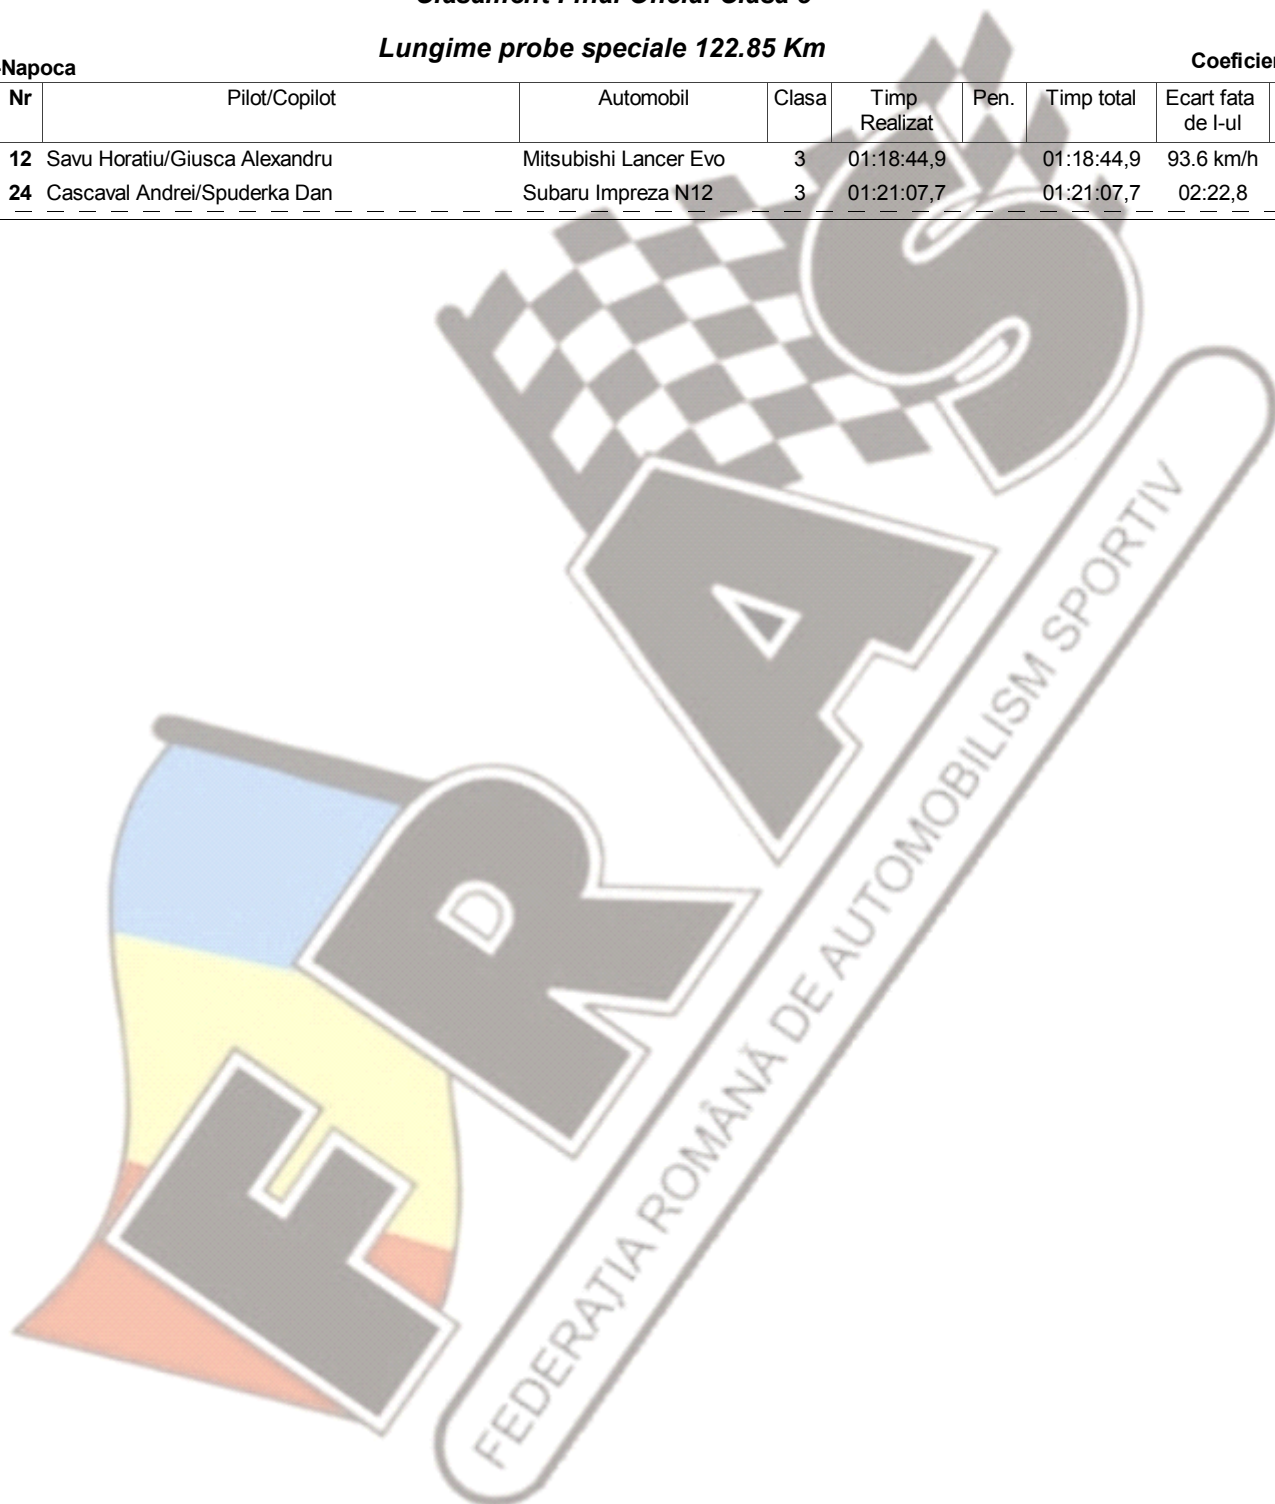 Lungime probe speciale 122.85 Km
-Napoca
Nr Pilot/Copilot Automobil Clasa Timp Realizat Pen. Timp total Ecart fata de l-ul
12 Savu Horatiu/Giusca Alexandru Mitsubishi Lancer Evo 3 01:18:44,9 01:18:44,9 93.6 km/h
24 Cascaval Andrei/Spuderka Dan Subaru Impreza N12 3 01:21:07,7 01:21:07,7 02:22,8
FRAS
FEDERAȚIA ROMÂNĂ DE AUTOMOBILISM SPORTIV